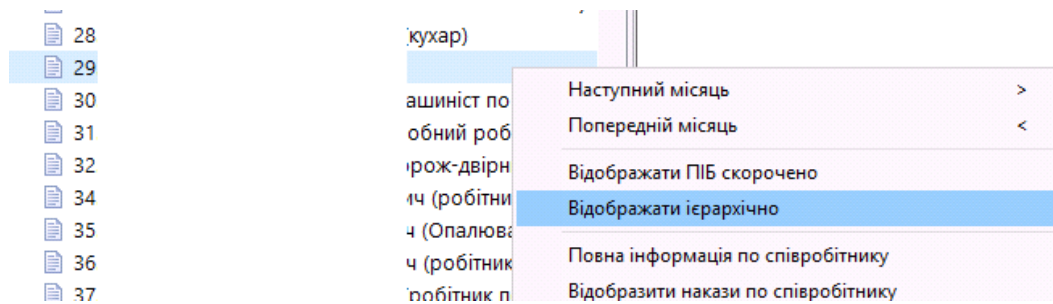 28 (кухар)
29
30 ашиніст по
Наступний місяць >
31 обний роб
Попередній місяць <
32 рож-двірн
Відображати ПІБ скорочено
34 ич (робітни
Відображати ієрархічно
35 ч (Опалюва
36 ч (робітник
Повна інформація по співробітнику
37 робітник п
Відобразити накази по співробітнику